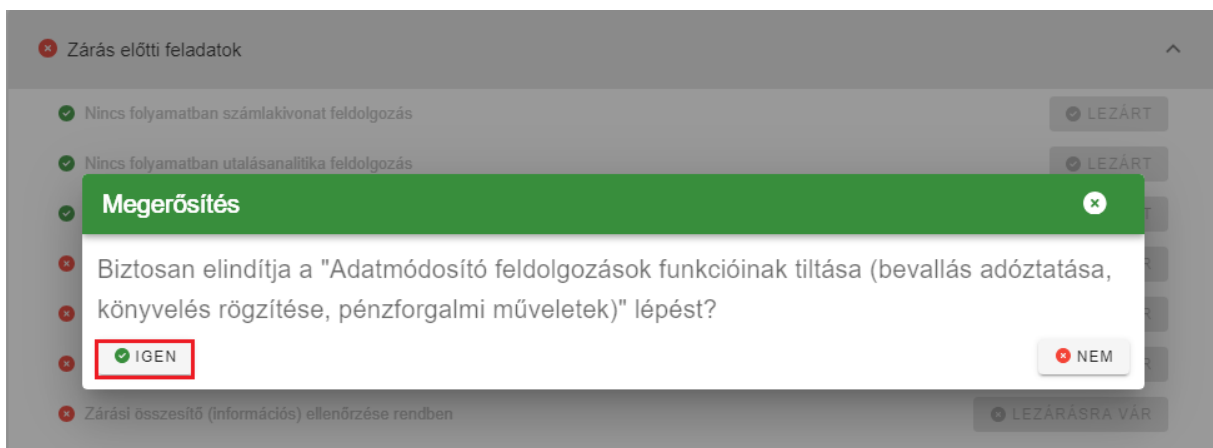 Zárás előtti feladatok
Nincs folyamatban számlakivonat feldolgozás
LEZÁRT
Nincs folyamatban utalásanalitika feldolgozás
LEZÁRT
Megerősítés
Biztosan elindítja a "Adatmódosító feldolgozások funkcióinak tiltása (bevallás adóztatása,
könyvelés rögzítése, pénzforgalmi műveletek)" lépést?
IGEN
NEM
Zárási összesítő (információs) ellenőrzése rendben
LEZÁRÁSRA VÁR